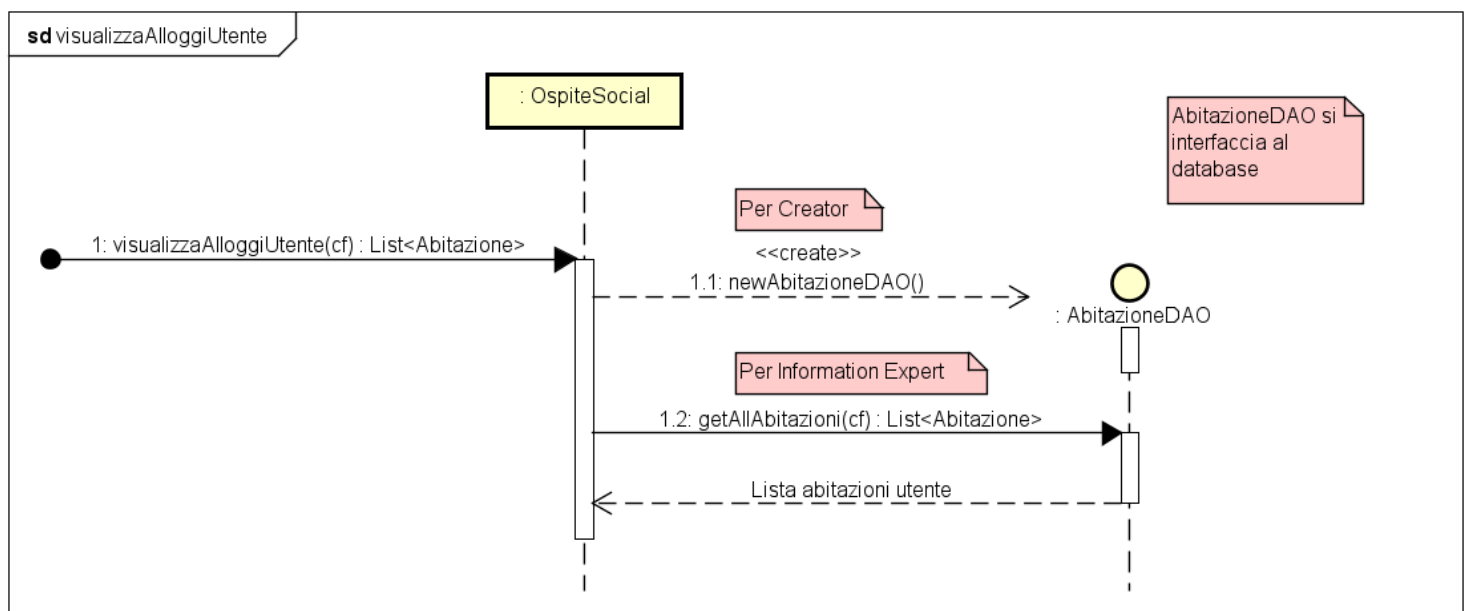 sd visualizzaAlloggiUtente
: OspiteSocial
AbitazioneDAO si
interfaccia al
database
Per Creator
1: visualizzaAlloggiUtente(cf) : List<Abitazione>
<<create>>
1.1: newAbitazioneDAO()
: AbitazioneDAO
Per Information Expert
1.2: getAllAbitazioni(cf) : List<Abitazione>
Lista abitazioni utente